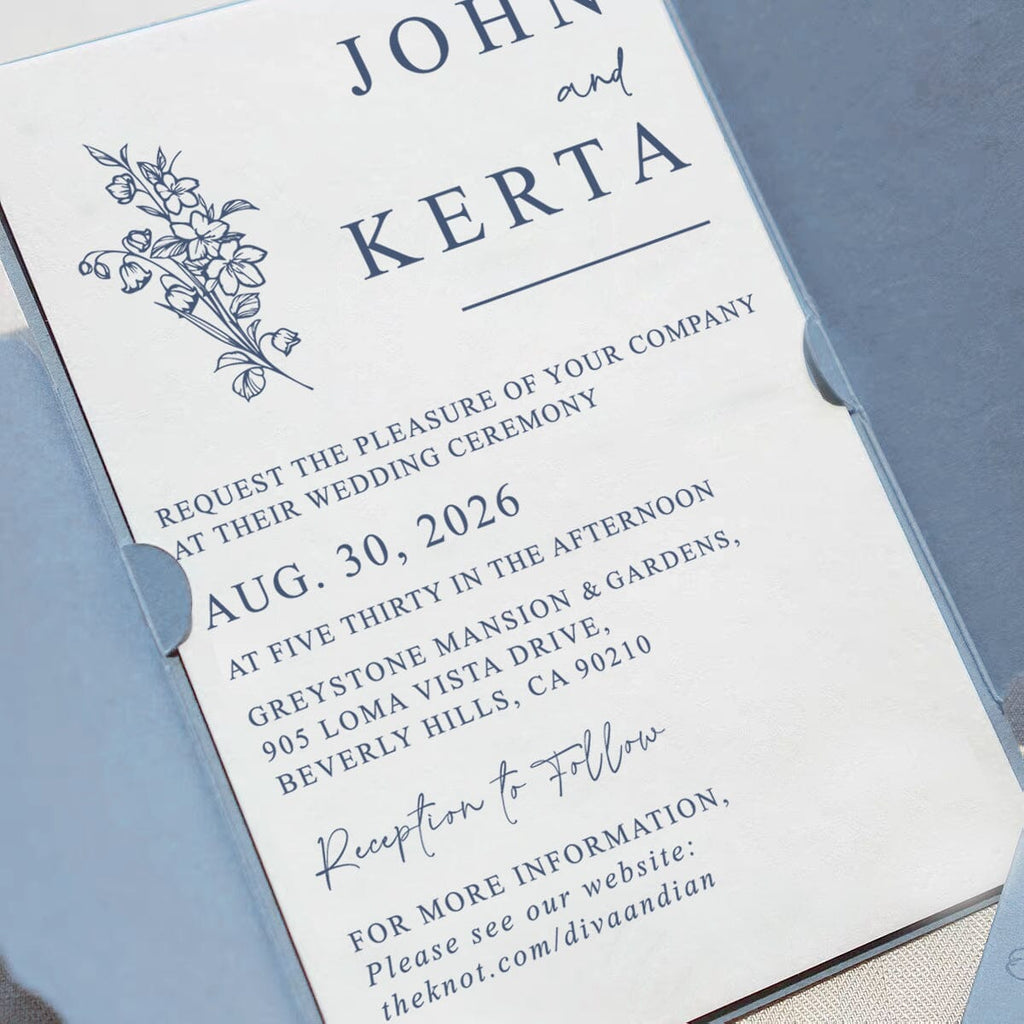 JOHN
and
KERTA
REQUEST THE PLEASURE OF YOUR COMPANY
AT THEIR WEDDING CEREMONY
AUG. 30, 2026
AT FIVE THIRTY IN THE AFTERNOON
GREYSTONE MANSION & GARDENS,
905 LOMA VISTA DRIVE,
BEVERLY HILLS, CA 90210
Reception to Follow
FOR MORE INFORMATION,
Please see our website:
theknot.com/divaandian